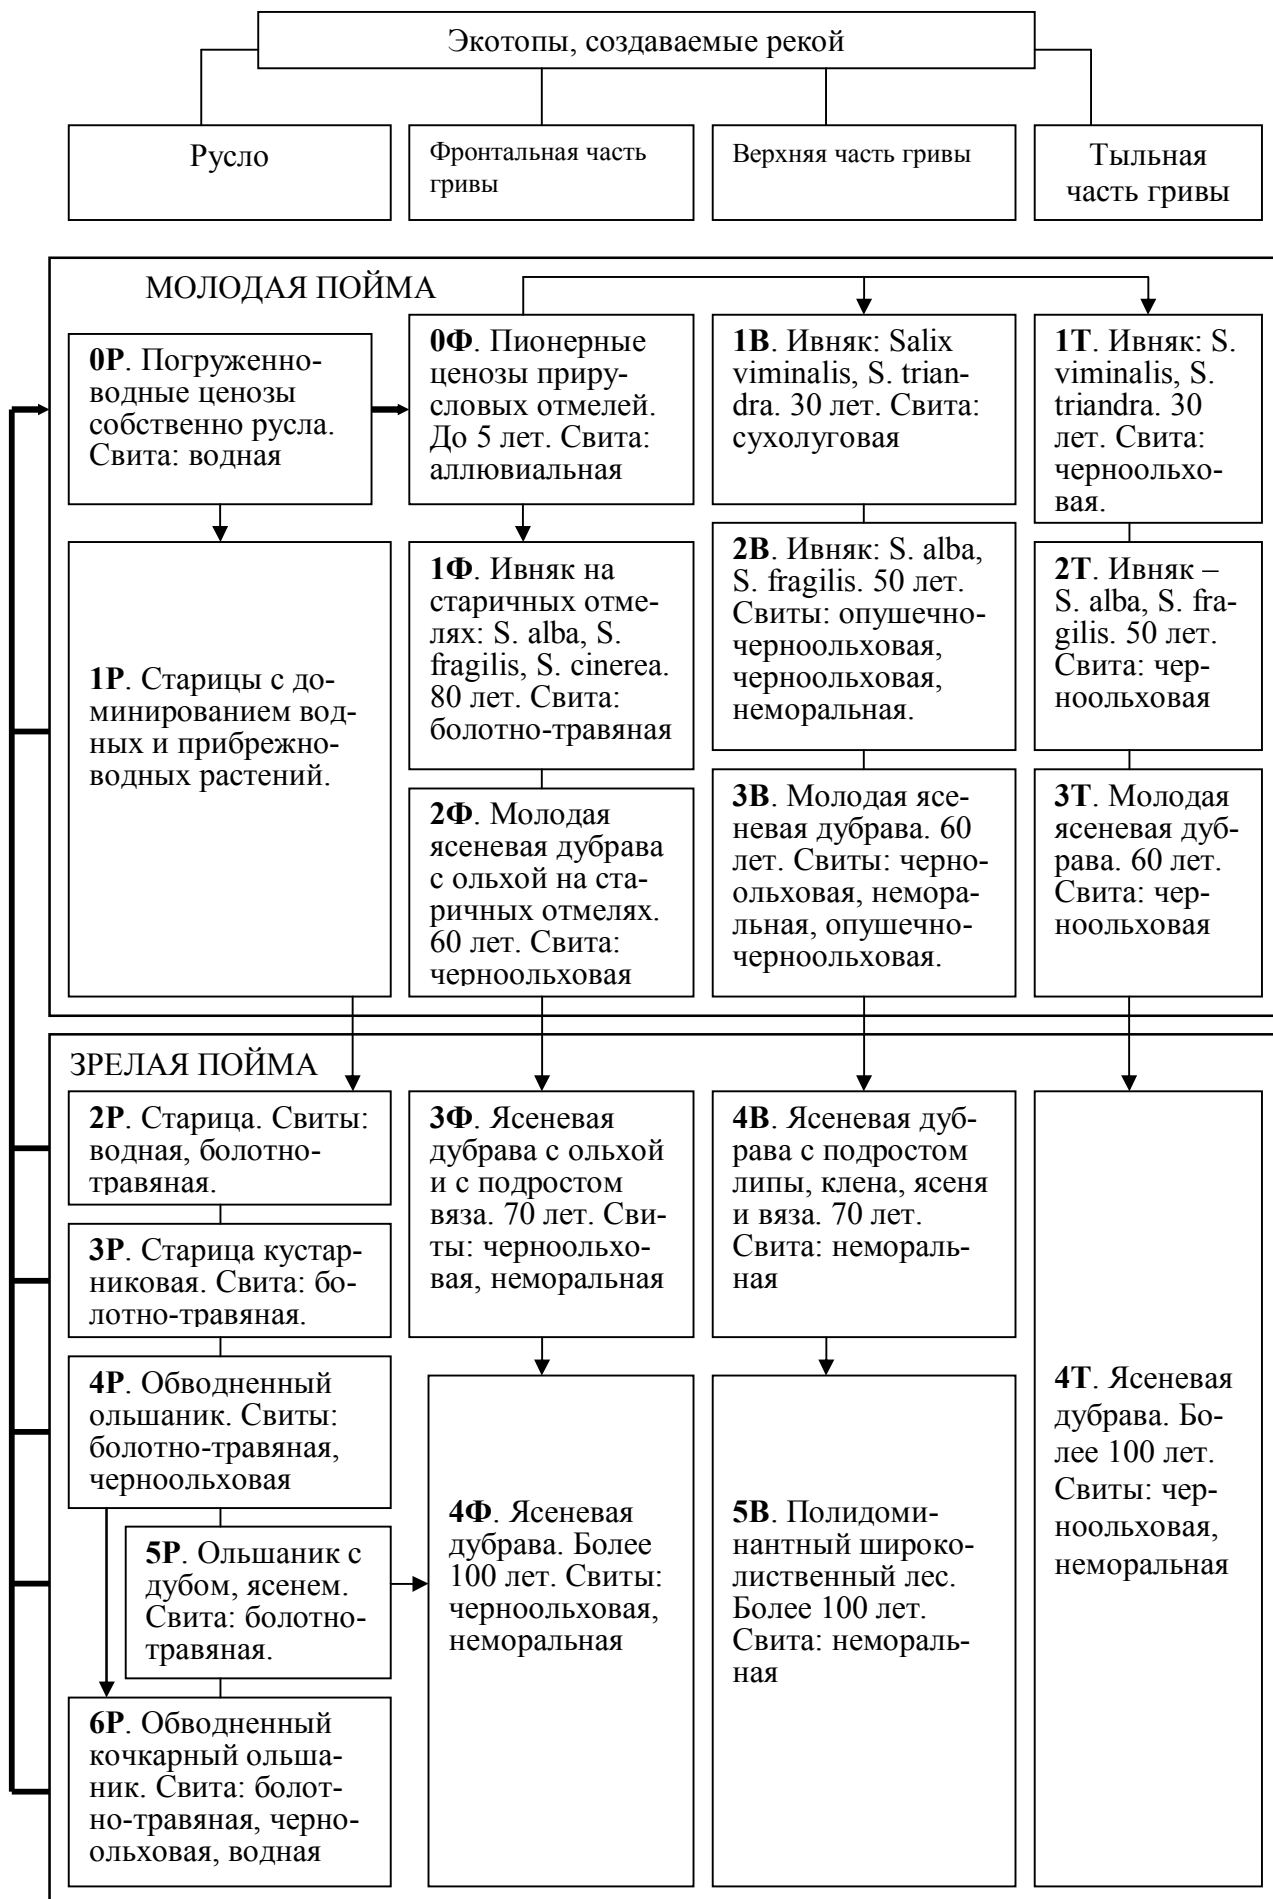 Экотопы, создаваемые рекой
Русло
Фронтальная часть
гривы
Верхняя часть гривы
Тыльная
часть гривы
МОЛОДАЯ ПОЙМА
0Р. Погруженно-
водные ценозы
собственно русла.
Свита: водная
0Ф. Пионерные
ценозы приру-
словых отмелей.
До 5 лет. Свита:
аллювиальная
1В. Ивняк: Salix
viminalis, S. trian-
dra. 30 лет. Свита:
сухолуговая
1Т. Ивняк: S.
viminalis, S.
triandra. 30
лет. Свита:
черноольхо-
вая.
1Р. Старицы с до-
минированием вод-
ных и прибрежно-
водных растений.
1Ф. Ивняк на
старичных отме-
лях: S. alba, S.
fragilis, S. cinerea.
80 лет. Свита:
болотно-травяная
2В. Ивняк: S. alba,
S. fragilis. 50 лет.
Свиты: опушечно-
черноольховая,
черноольховая,
неморальная.
2Т. Ивняк –
S. alba, S. fra-
gilis. 50 лет.
Свита: чер-
ноольховая
2Ф. Молодая
ясеневая дубрава
с ольхой на ста-
ричных отмелях.
60 лет. Свита:
черноольховая
3В. Молодая ясе-
невая дубрава. 60
лет. Свиты: черно-
ольховая, немора-
льная, опушечно-
черноольховая.
3Т. Молодая
ясеневая дуб-
рава. 60 лет.
Свита: чер-
ноольховая
ЗРЕЛАЯ ПОЙМА
2Р. Старица. Свиты:
водная, болотно-
травяная.
3Р. Старица кустар-
никовая. Свита: бо-
лотно-травяная.
4Р. Обводненный
ольшаник. Свиты:
болотно-травяная,
черноольховая
5Р. Ольшаник с
дубом, ясенем.
Свита: болотно-
травяная.
6Р. Обводненный
кочкарный ольша-
ник. Свита: болот-
но-травяная, черно-
ольховая, водная
3Ф. Ясеневая
дубрава с ольхой
и с подростом
вяза. 70 лет. Сви-
ты: черноольхо-
вая, неморальная
4Ф. Ясеневая
дубрава. Более
100 лет. Свиты:
черноольховая,
неморальная
4В. Ясеневая дуб-
рава с подростом
липы, клена, ясеня
и вяза. 70 лет.
Свита: немораль-
ная
5В. Полидоми-
нантный широко-
лиственный лес.
Более 100 лет.
Свита: немораль-
ная
4Т. Ясеневая
дубрава. Бо-
лее 100 лет.
Свиты: чер-
ноольховая,
неморальная